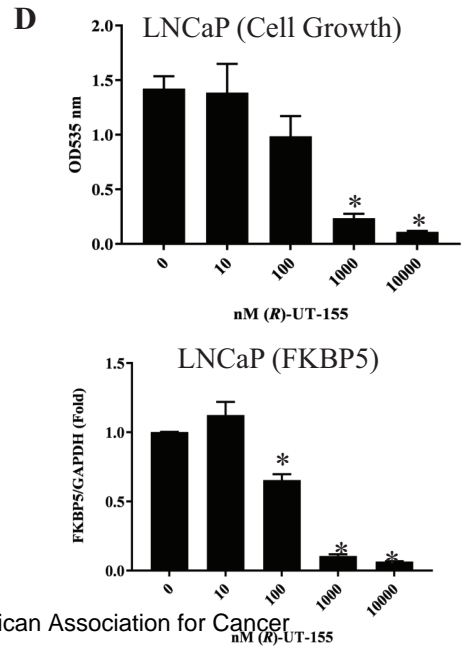 D
LNCaP (Cell Growth)
2.0
1.5
1.0
0.5
0.0
OD535 nm
*
*
0 10 100 1000 10000
nM (R)-UT-155
LNCaP (FKBP5)
1.5
1.0
0.5
0.0
FKBP5/GAPDH (Fold)
*
*
*
0 10 100 1000 10000
ican Association for Cancer
nM (R)-UT-155